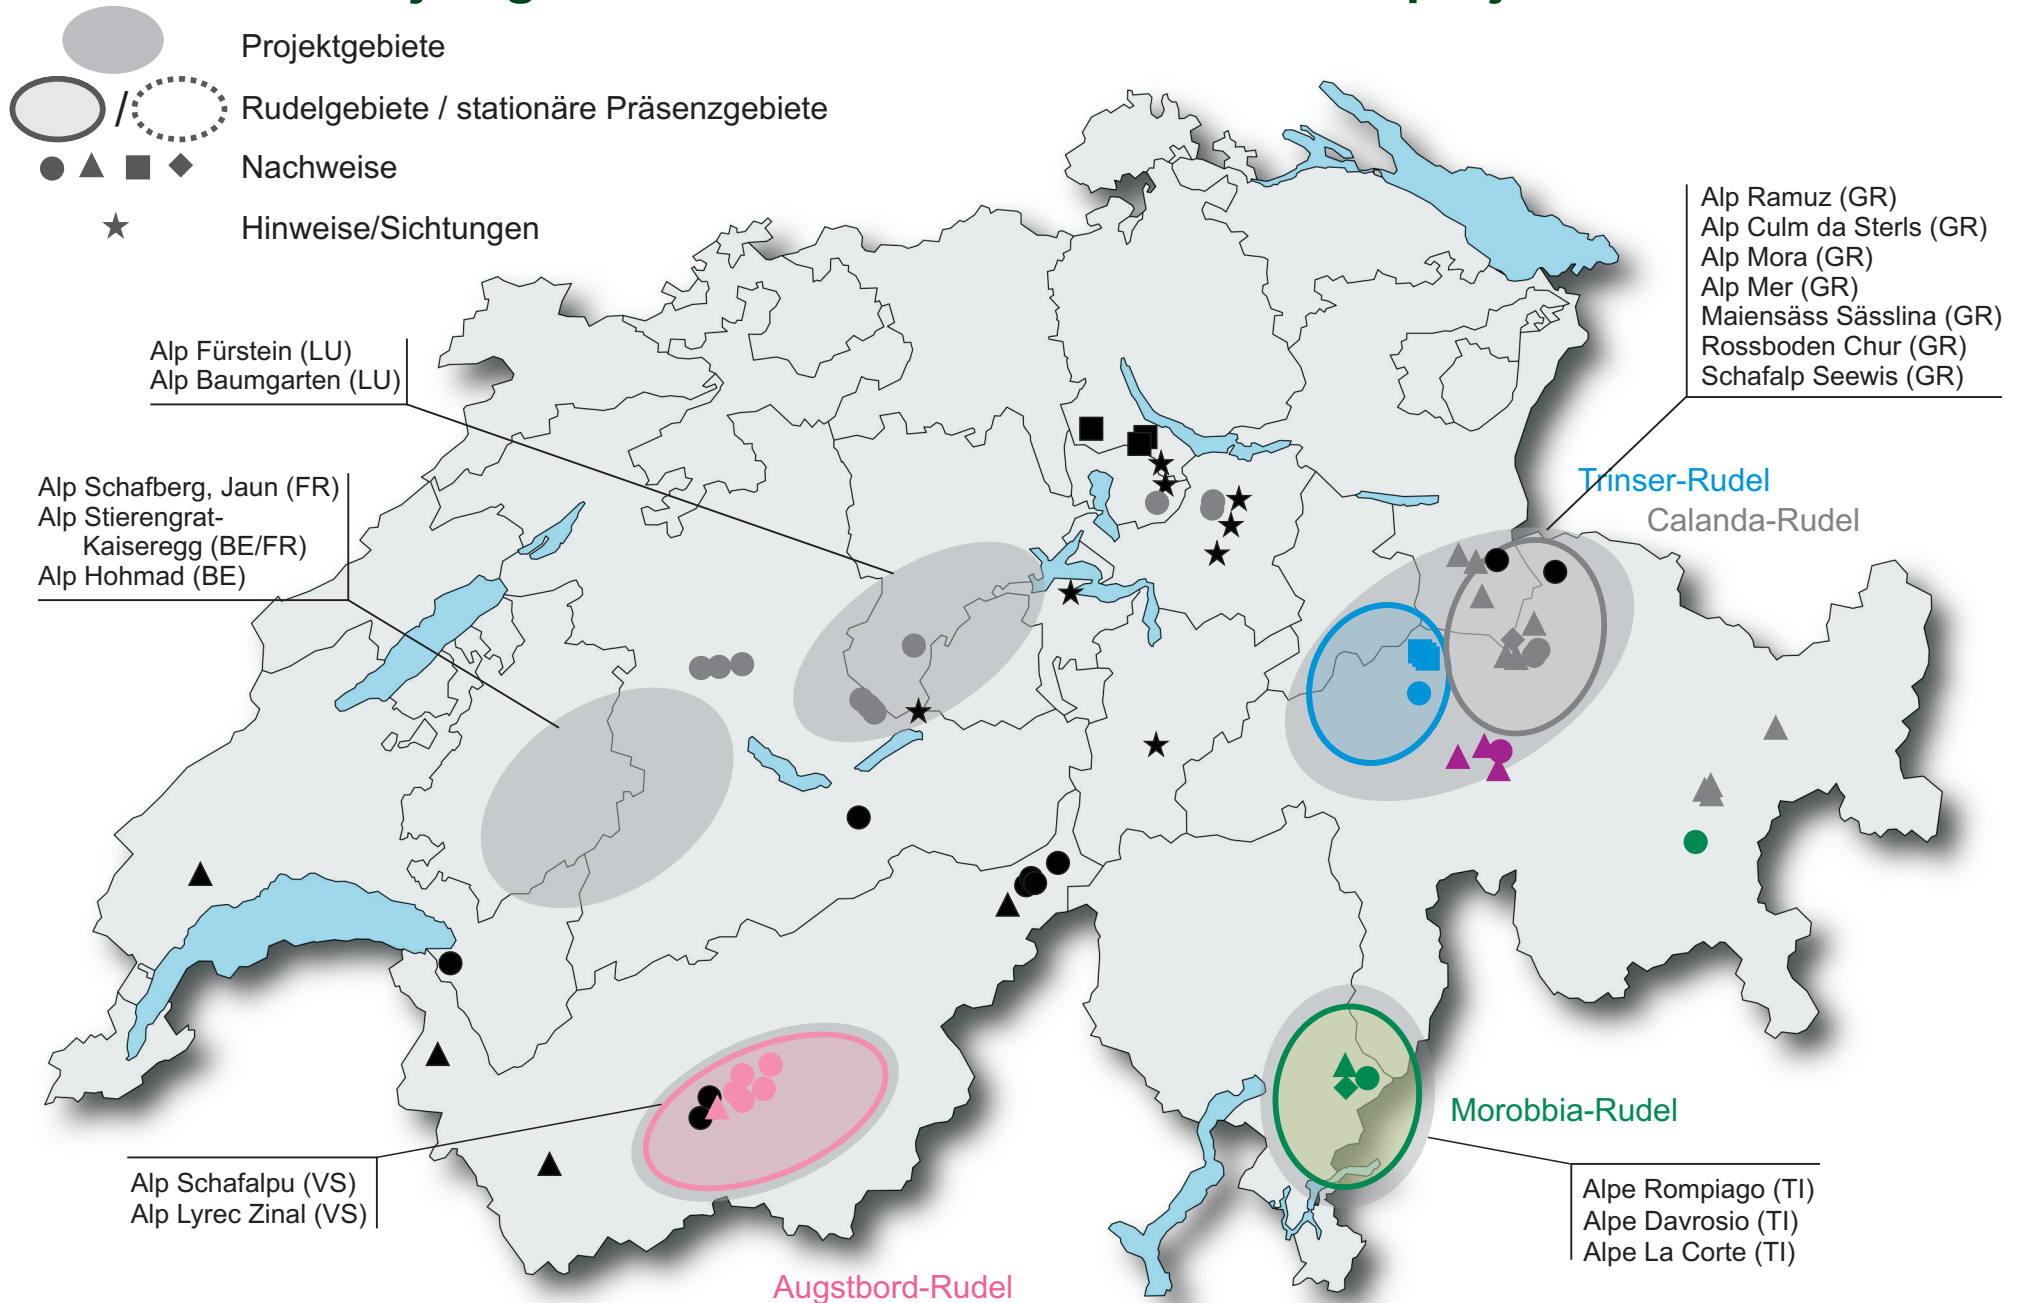 Projektgebiete
/ Rudelgebiete / stationäre Präsenzgebiete
Nachweise
Hinweise/Sichtungen
Alp Ramuz (GR)
Alp Culm da Sterls (GR)
Alp Mora (GR)
Alp Mer (GR)
Maiensäss Sässlina (GR)
Rossboden Chur (GR)
Schafalp Seewis (GR)
Alp Fürstein (LU)
Alp Baumgarten (LU)
Alp Schafberg, Jaun (FR)
Alp Stierengrat-
Kaiseregg (BE/FR)
Alp Hohmad (BE)
Trinser-Rudel
Calanda-Rudel
Morobbia-Rudel
Alp Schafalpu (VS)
Alp Lyrec Zinal (VS)
Alpe Rompiago (TI)
Alpe Davrosio (TI)
Alpe La Corte (TI)
Augstbord-Rudel